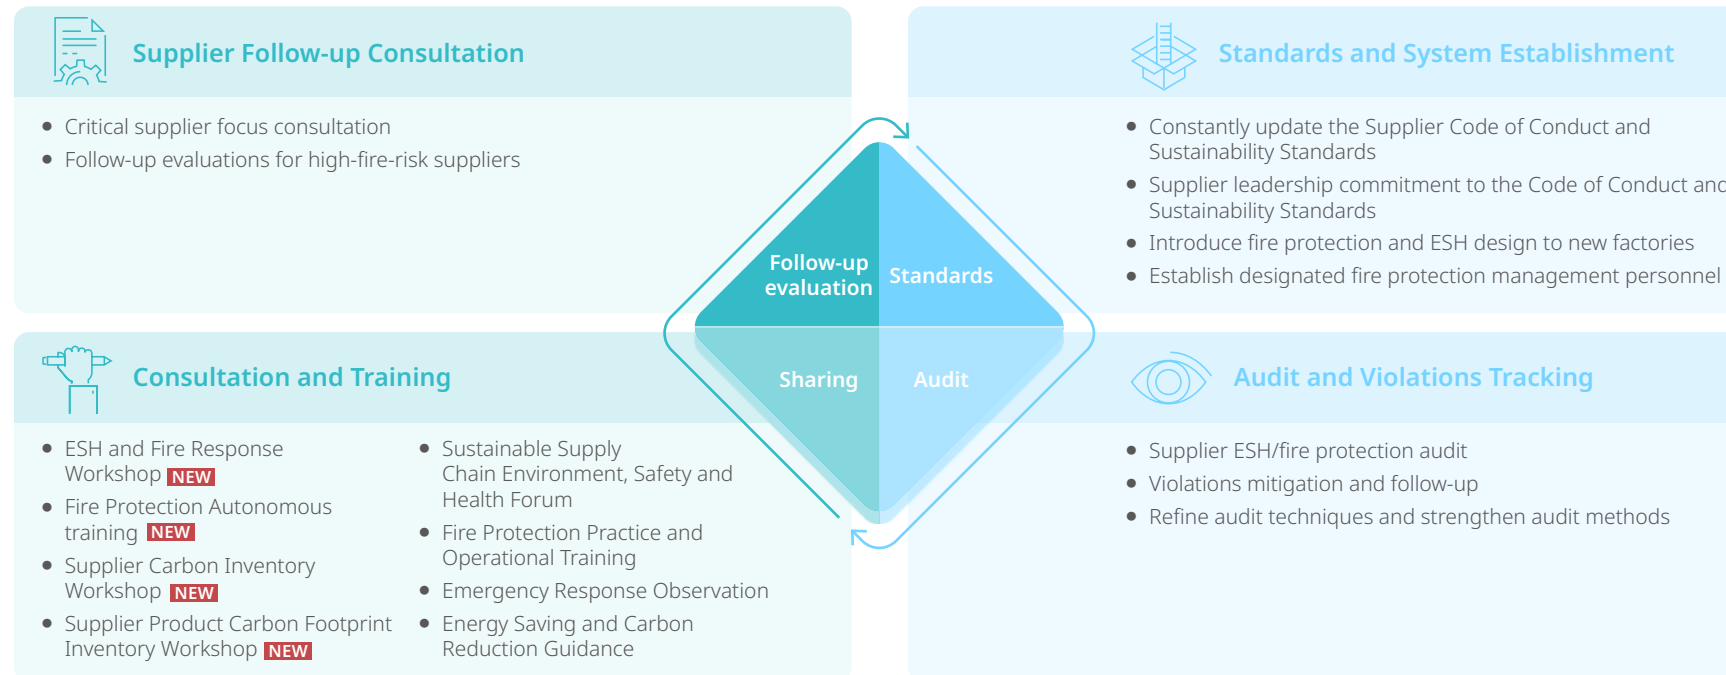 Supplier Follow-up Consultation
Critical supplier focus consultation
Follow-up evaluations for high-fire-risk suppliers
Standards and System Establishment
Constantly update the Supplier Code of Conduct and
Sustainability Standards
Supplier leadership commitment to the Code of Conduct and
Sustainability Standards
Introduce fire protection and ESH design to new factories
Establish designated fire protection management personnel
Follow-up
evaluation
Standards
Sharing
Audit
Consultation and Training
ESH and Fire Response
Workshop NEW
Fire Protection Autonomous
training NEW
Supplier Carbon Inventory
Workshop NEW
Supplier Product Carbon Footprint
Inventory Workshop NEW
Sustainable Supply
Chain Environment, Safety and
Health Forum
Fire Protection Practice and
Operational Training
Emergency Response Observation
Energy Saving and Carbon
Reduction Guidance
Audit and Violations Tracking
Supplier ESH/fire protection audit
Violations mitigation and follow-up
Refine audit techniques and strengthen audit methods